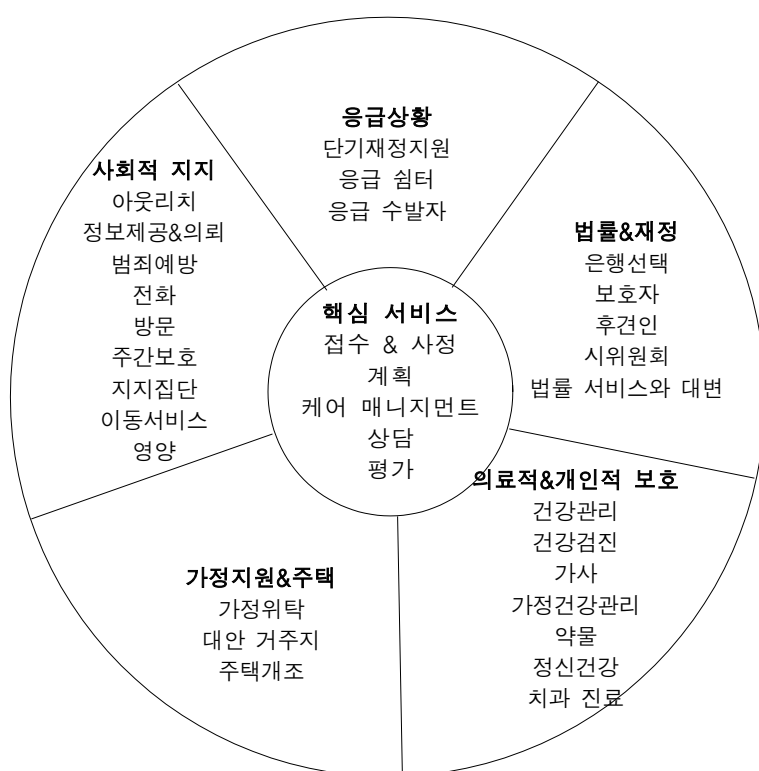 응급상황
단기재정지원
응급 쉼터
응급 수발자
사회적 지지
아웃리치
정보제공&의뢰
범죄예방
전화
방문
주간보호
지지집단
이동서비스
영양
법률&재정
은행선택
보호자
후견인
시위원회
법률 서비스와 대변
핵심 서비스
접수 & 사정
계획
케어 매니지먼트
상담
평가
의료적&개인적 보호
건강관리
건강검진
가사
가정건강관리
약물
정신건강
치과 진료
가정지원&주택
가정위탁
대안 거주지
주택개조